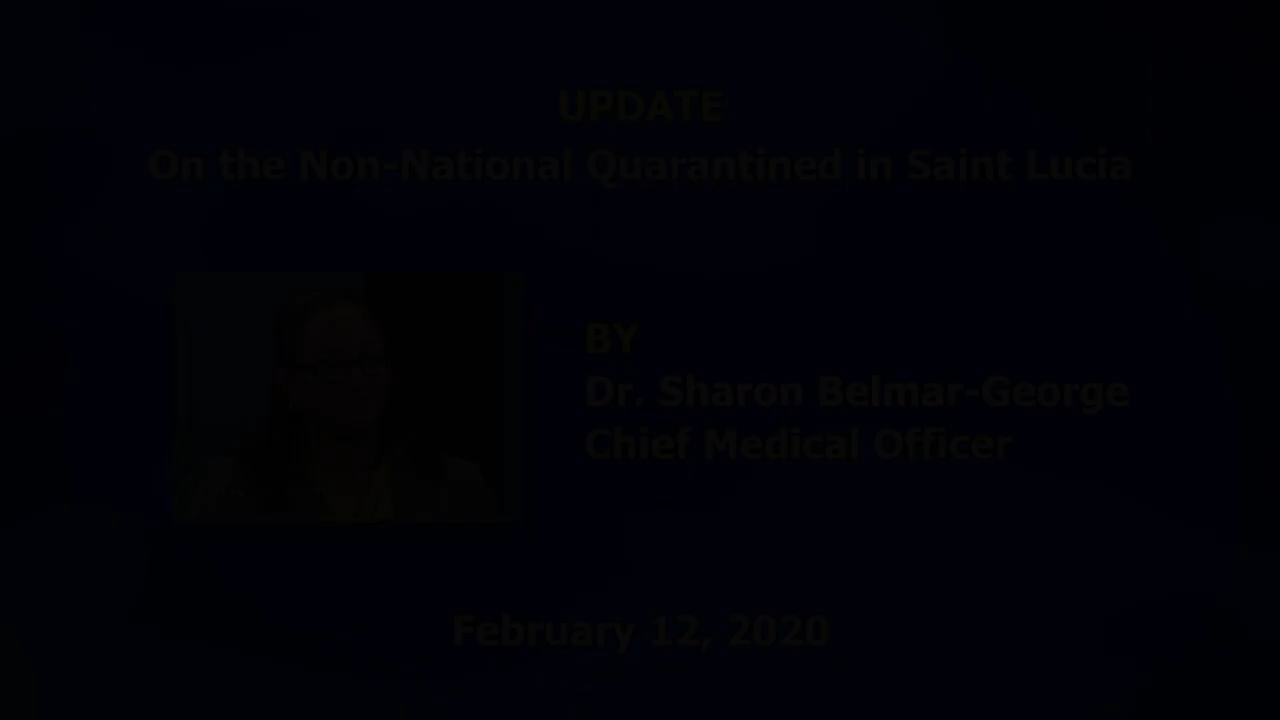 UPDATE
On the Non-National Quarantined in Saint Lucia
BY
Dr. Sharon Belmar-George
Chief Medical Officer
February 12, 2020